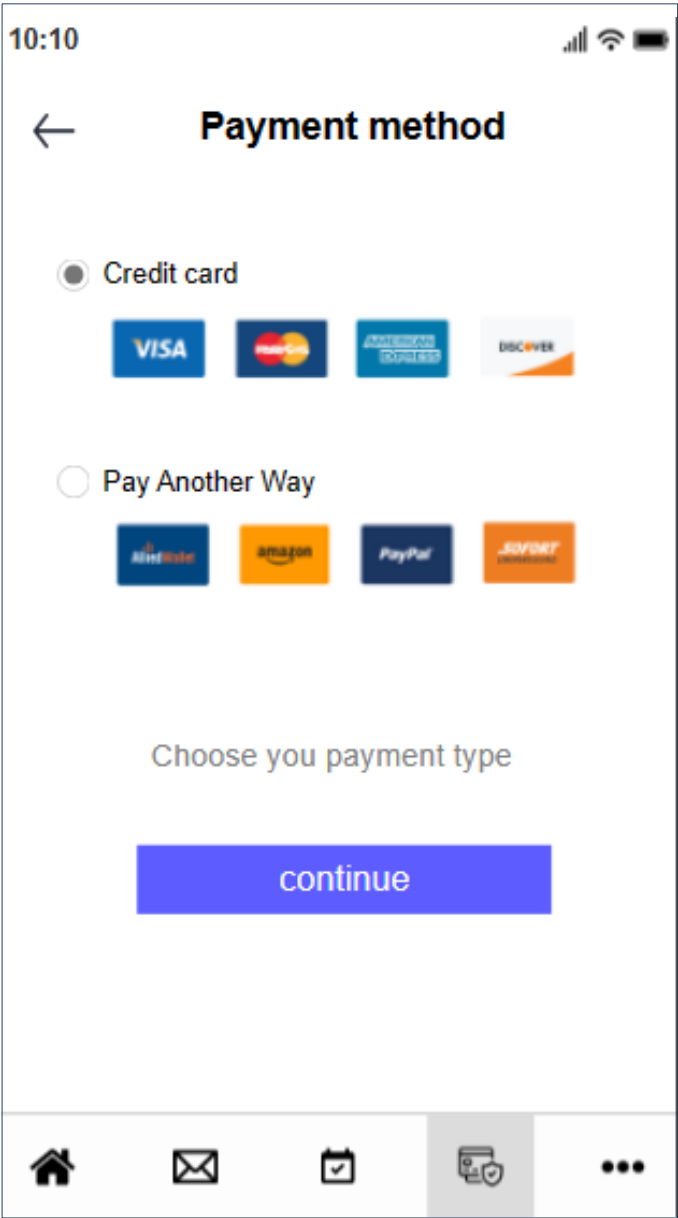 10:10
Payment method
Credit card
VISA
AMERICAN
EXPRESS
DISCOVER
Pay Another Way
AlliedWallet
amazon
PayPal
SOFORT
Choose you payment type
continue